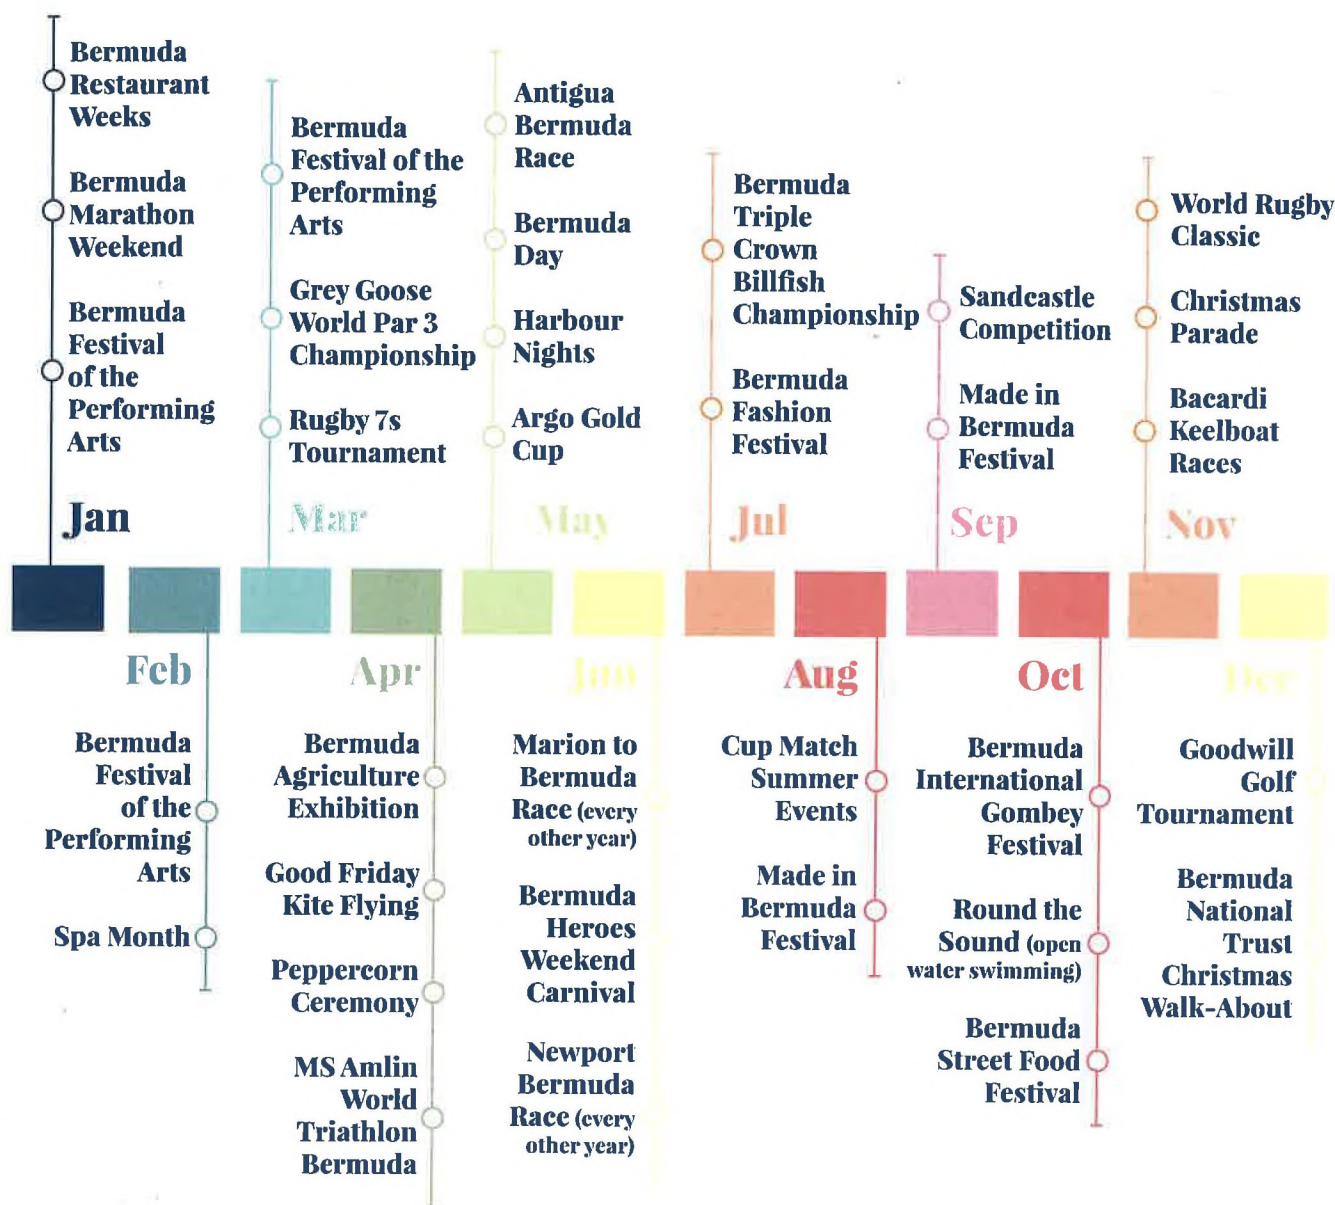 Bermuda
Restaurant
Weeks
Bermuda
Marathon
Weekend
Bermuda
Festival
of the
Performing
Arts
Jan
Bermuda
Festival of the
Performing
Arts
Grey Goose
World Par 3
Championship
Rugby 7s
Tournament
Mar
Antigua
Bermuda
Race
Bermuda
Day
Harbour
Nights
Argo Gold
Cup
May
Bermuda
Triple
Crown
Billfish
Championship
Bermuda
Fashion
Festival
Jul
Sandcastle
Competition
Made in
Bermuda
Festival
Sep
World Rugby
Classic
Christmas
Parade
Bacardi
Keelboat
Races
Nov
Feb
Bermuda
Festival
of the
Performing
Arts
Spa Month
Apr
Bermuda
Agriculture
Exhibition
Good Friday
Kite Flying
Peppercorn
Ceremony
MS Amlin
World
Triathlon
Bermuda
Jun
Marion to
Bermuda
Race (every
other year)
Bermuda
Heroes
Weekend
Carnival
Newport
Bermuda
Race (every
other year)
Aug
Cup Match
Summer
Events
Made in
Bermuda
Festival
Oct
Bermuda
International
Gombey
Festival
Round the
Sound (open
water swimming)
Bermuda
Street Food
Festival
Dec
Goodwill
Golf
Tournament
Bermuda
National
Trust
Christmas
Walk-About